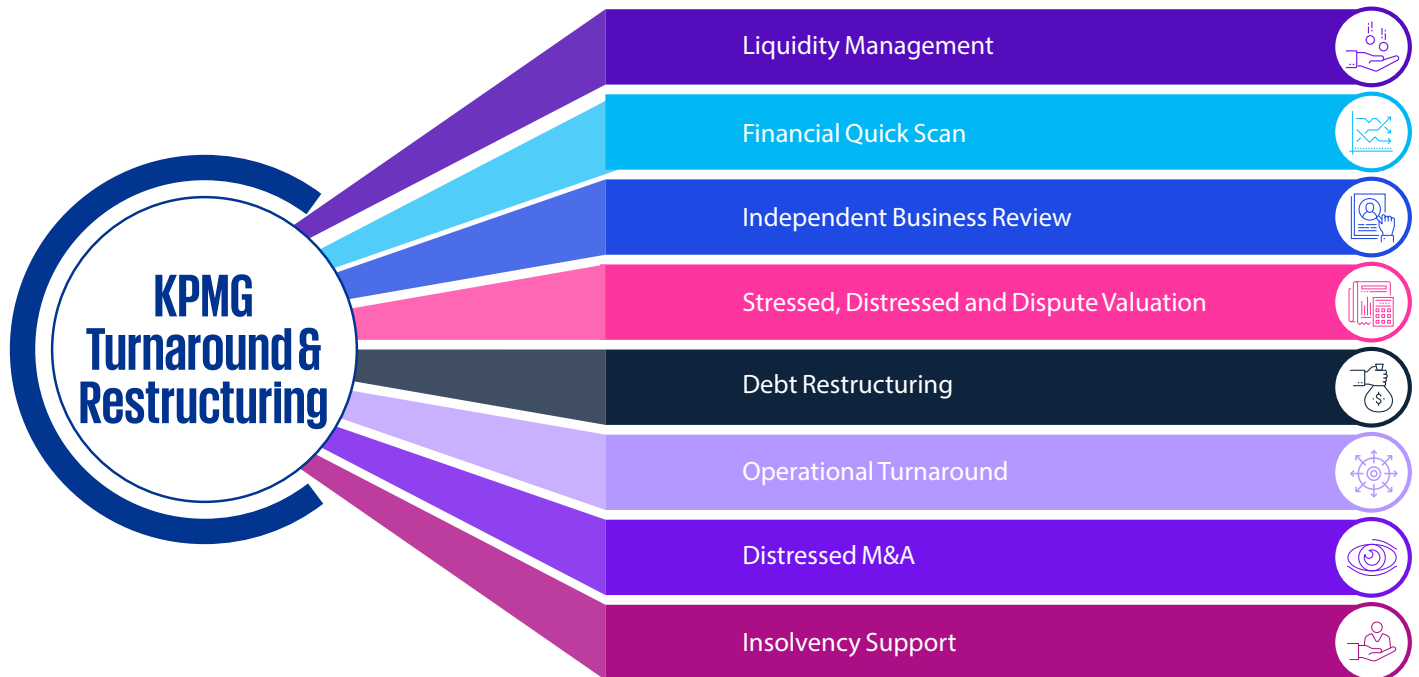 KPMG
Turnaround &
Restructuring
Liquidity Management
Financial Quick Scan
Independent Business Review
Stressed, Distressed and Dispute Valuation
Debt Restructuring
$
Operational Turnaround
Distressed M&A
Insolvency Support